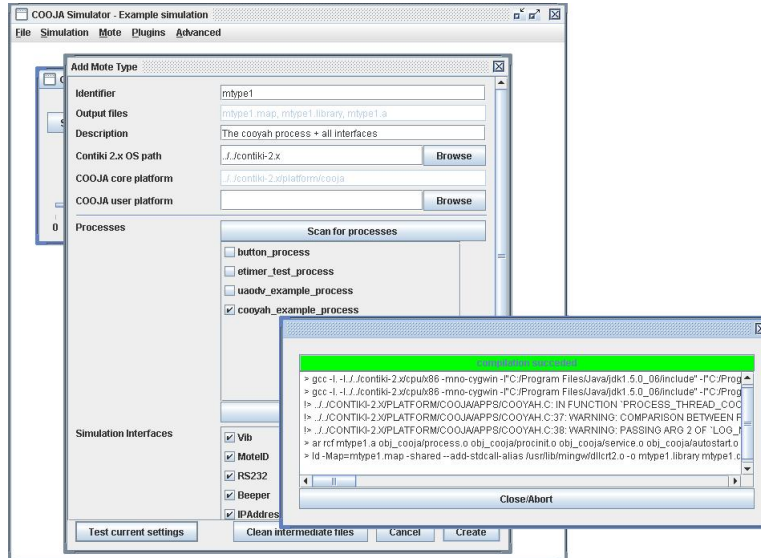 COOJA Simulator - Example simulation
File Simulation Mote Plugins Advanced
Add Mote Type
Identifier mtype1
Output files mtype1.map, mtype1.library, mtype1.a
Description The cooyah process + all interfaces
Contiki 2.x OS path ../../contiki-2.x Browse
COOJA core platform ../../contiki-2.x/platform/cooja
COOJA user platform Browse
0 Processes Scan for processes
button_process
etimer_test_process
uaodv_example_process
cooyah_example_process
compilation succeded
> gcc -I. -I../../contiki-2.x/cpu/x86 -mno-cygwin -I"C:/Program Files/Java/jdk1.5.0_06/include" -I"C:/Prog
> gcc -I. -I../../contiki-2.x/cpu/x86 -mno-cygwin -I"C:/Program Files/Java/jdk1.5.0_06/include" -I"C:/Prog
!> ../../CONTIKI-2.X/PLATFORM/COOJA/APPS/COOYAH.C: IN FUNCTION `PROCESS_THREAD_COO
!> ../../CONTIKI-2.X/PLATFORM/COOJA/APPS/COOYAH.C:37: WARNING: COMPARISON BETWEEN P
!> ../../CONTIKI-2.X/PLATFORM/COOJA/APPS/COOYAH.C:38: WARNING: PASSING ARG 2 OF `LOG_
> ar rcf mtype1.a obj_cooja/process.o obj_cooja/procinit.o obj_cooja/service.o obj_cooja/autostart.o
> ld -Map=mtype1.map -shared --add-stdcall-alias /usr/lib/mingw/dllcrt2.o -o mtype1.library mtype1.c
Close/Abort
Simulation Interfaces
Vib
MoteID
RS232
Beeper
IPAddres
Test current settings Clean intermediate files Cancel Create